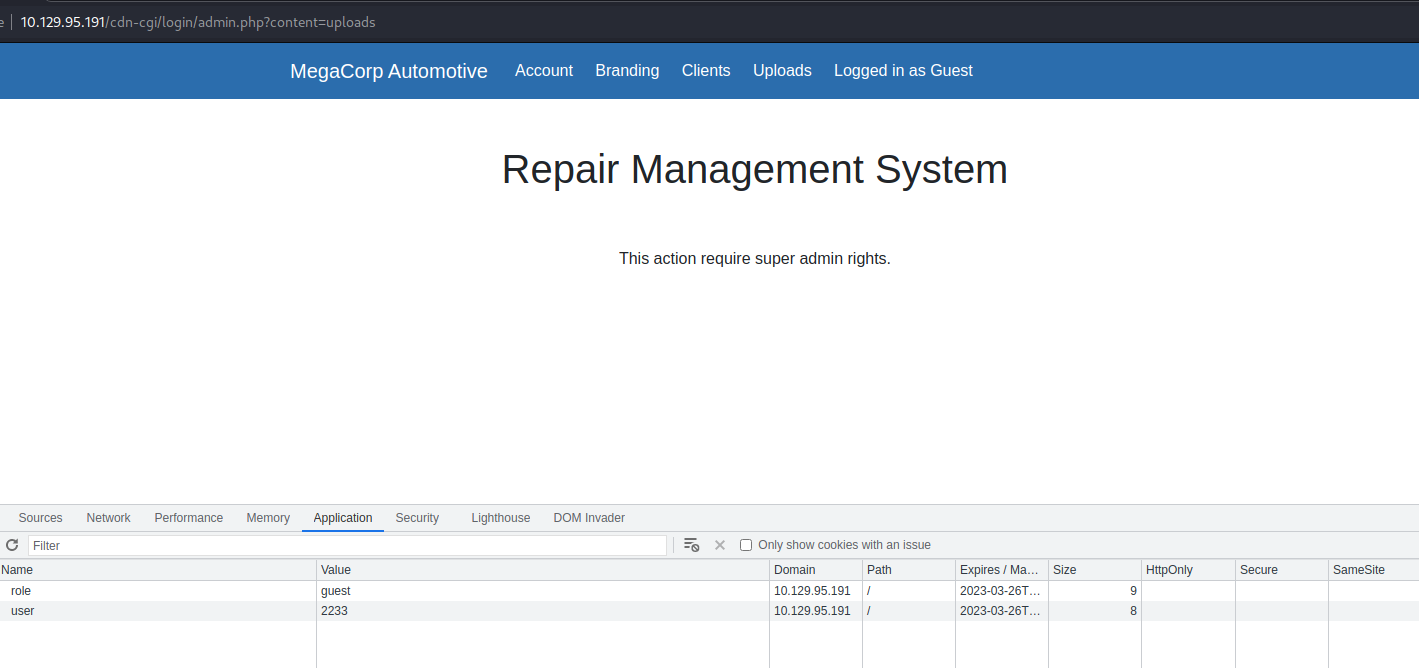 e | 10.129.95.191/cdn-cgi/login/admin.php?content=uploads
MegaCorp Automotive Account Branding Clients Uploads Logged in as Guest
Repair Management System
This action require super admin rights.
Sources Network Performance Memory Application Security Lighthouse DOM Invader
Filter Only show cookies with an issue
Name Value Domain Path Expires / Ma... Size HttpOnly Secure SameSite
role guest 10.129.95.191 / 2023-03-26T... 9
user 2233 10.129.95.191 / 2023-03-26T... 8